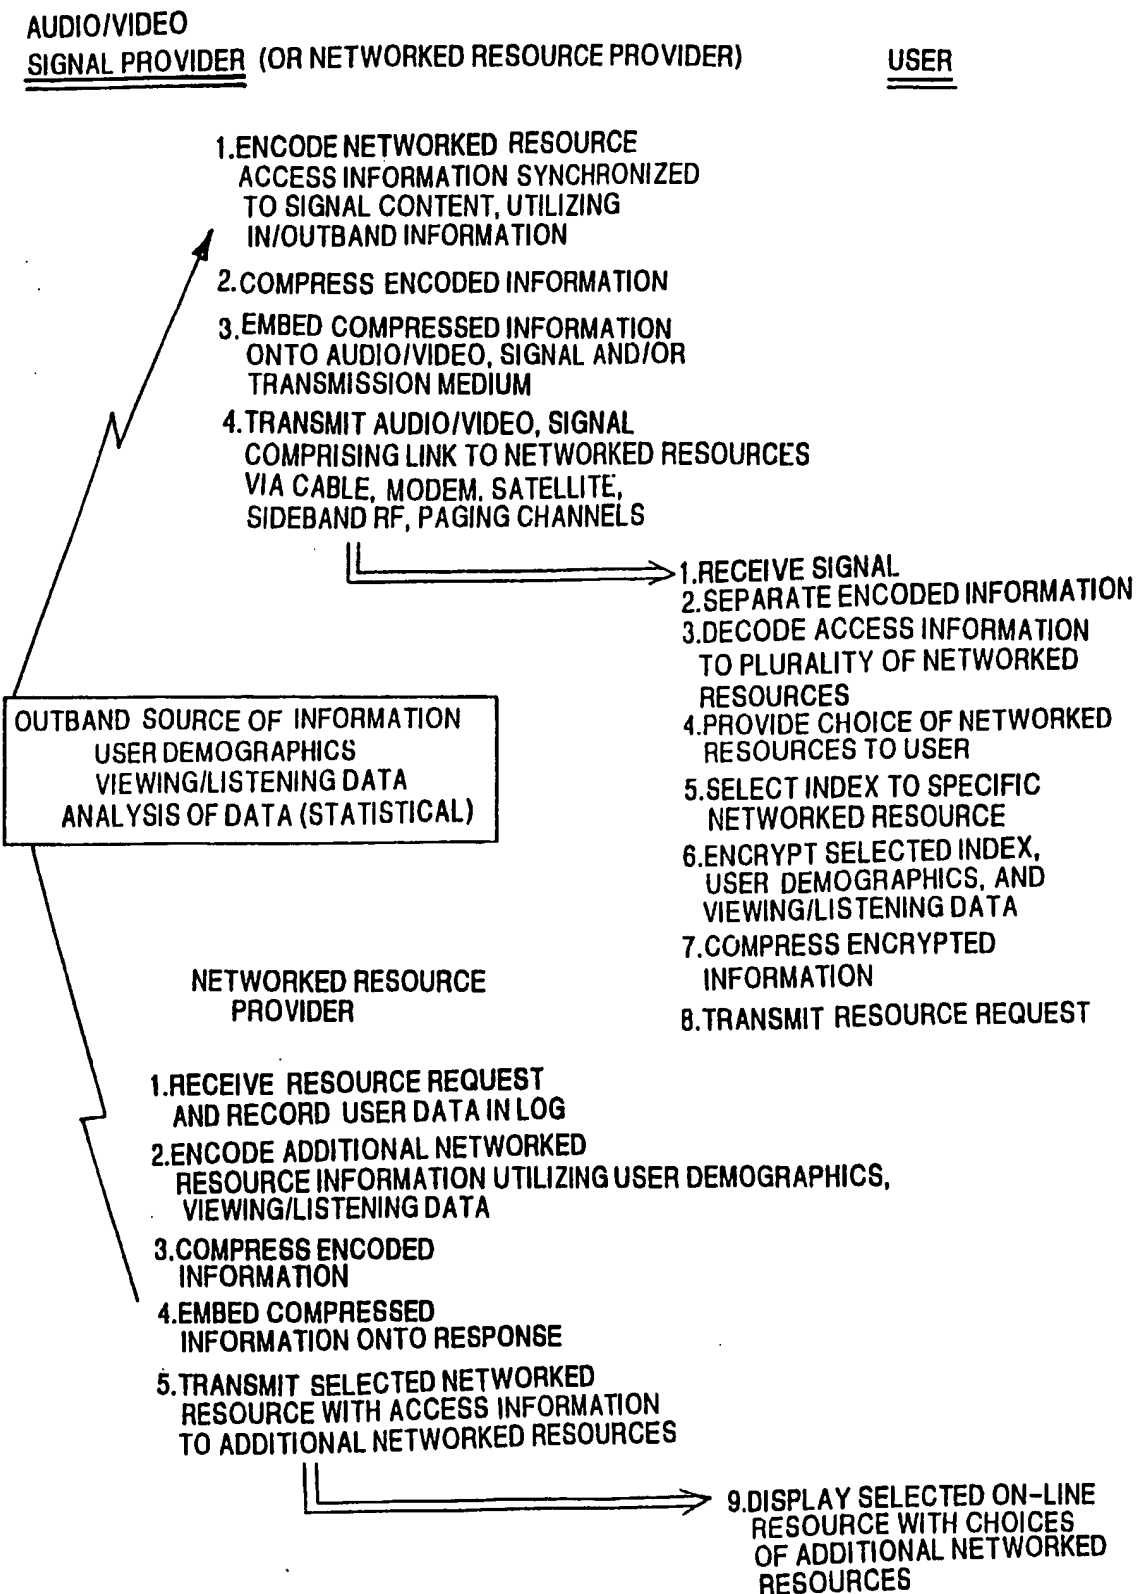 AUDIO/VIDEO
SIGNAL PROVIDER (OR NETWORKED RESOURCE PROVIDER)
USER
1.ENCODE NETWORKED RESOURCE
ACCESS INFORMATION SYNCHRONIZED
TO SIGNAL CONTENT, UTILIZING
IN/OUTBAND INFORMATION
2.COMPRESS ENCODED INFORMATION
3.EMBED COMPRESSED INFORMATION
ONTO AUDIO/VIDEO, SIGNAL AND/OR
TRANSMISSION MEDIUM
4.TRANSMIT AUDIO/VIDEO, SIGNAL
COMPRISING LINK TO NETWORKED RESOURCES
VIA CABLE, MODEM. SATELLITE,
SIDEBAND RF, PAGING CHANNELS
1.RECEIVE SIGNAL
2.SEPARATE ENCODED INFORMATION
3.DECODE ACCESS INFORMATION
TO PLURALITY OF NETWORKED
RESOURCES
4.PROVIDE CHOICE OF NETWORKED
RESOURCES TO USER
5.SELECT INDEX TO SPECIFIC
NETWORKED RESOURCE
6.ENCRYPT SELECTED INDEX,
USER DEMOGRAPHICS, AND
VIEWING/LISTENING DATA
7.COMPRESS ENCRYPTED
INFORMATION
8.TRANSMIT RESOURCE REQUEST
OUTBAND SOURCE OF INFORMATION
USER DEMOGRAPHICS
VIEWING/LISTENING DATA
ANALYSIS OF DATA (STATISTICAL)
NETWORKED RESOURCE
PROVIDER
1.RECEIVE RESOURCE REQUEST
AND RECORD USER DATA IN LOG
2.ENCODE ADDITIONAL NETWORKED
RESOURCE INFORMATION UTILIZING USER DEMOGRAPHICS,
VIEWING/LISTENING DATA
3.COMPRESS ENCODED
INFORMATION
4.EMBED COMPRESSED
INFORMATION ONTO RESPONSE
5.TRANSMIT SELECTED NETWORKED
RESOURCE WITH ACCESS INFORMATION
TO ADDITIONAL NETWORKED RESOURCES
9.DISPLAY SELECTED ON-LINE
RESOURCE WITH CHOICES
OF ADDITIONAL NETWORKED
RESOURCES